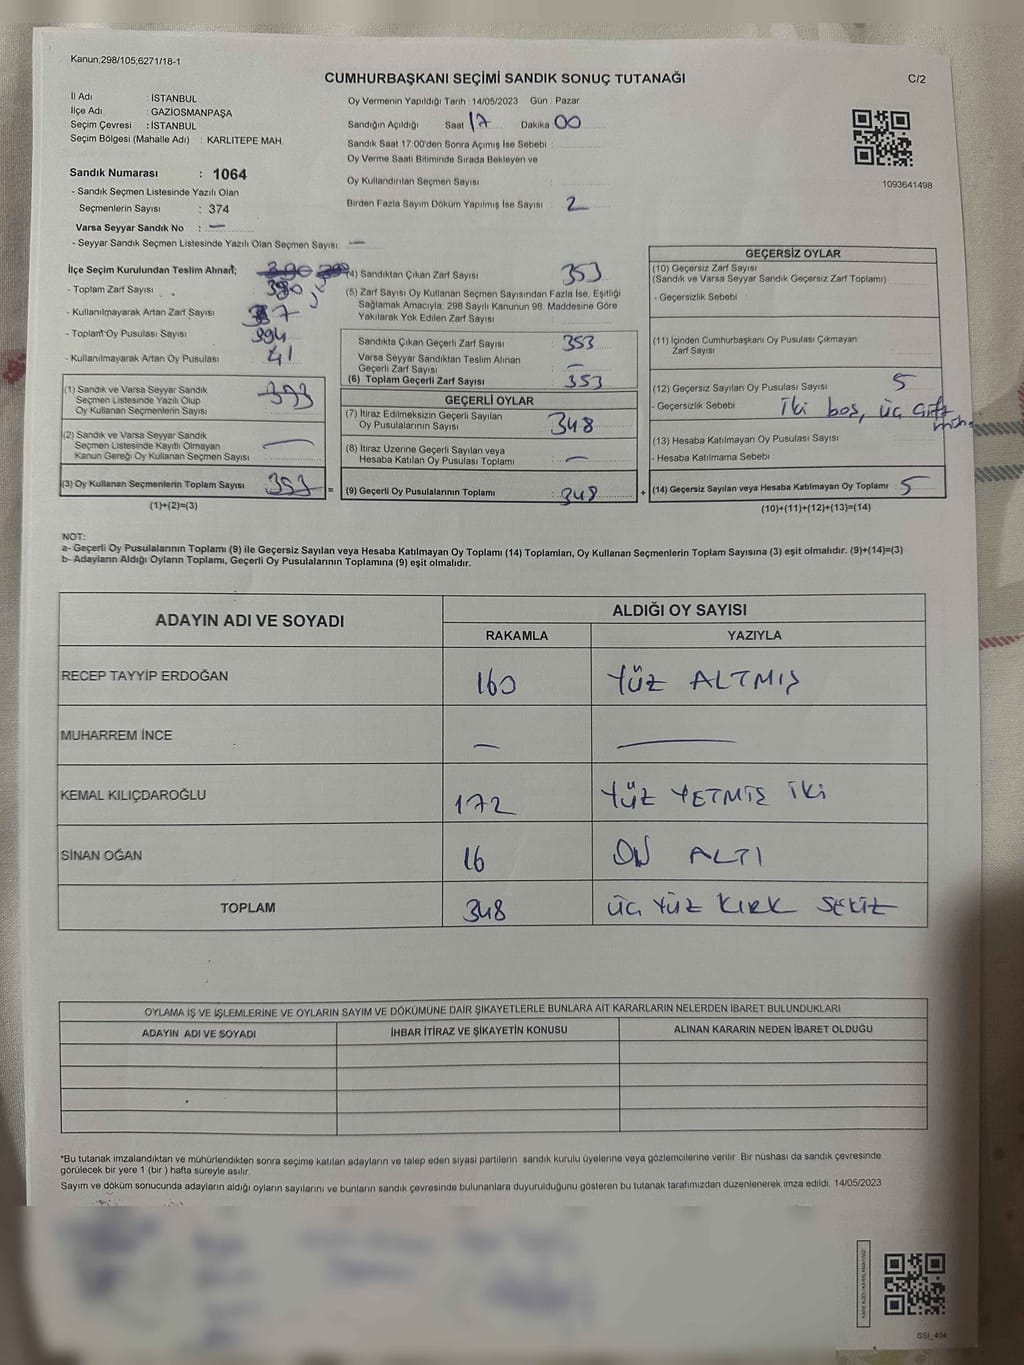 Kanun;298/105;6271/18-1
CUMHURBAŞKANI SEÇİMİ SANDIK SONUÇ TUTANAĞI
C/2
İl Adı : İSTANBUL
İlçe Adı : GAZİOSMANPAŞA
Seçim Çevresi : İSTANBUL
Seçim Bölgesi (Mahalle Adı) : KARLITEPE MAH.
Oy Vermenin Yapıldığı Tarih : 14/05/2023 Gün : Pazar
Sandığın Açıldığı Saat 17 Dakika 00
Sandık Saat 17:00'den Sonra Açılmış İse Sebebi :
Oy Verme Saati Bitiminde Sırada Bekleyen ve
Oy Kullandırılan Seçmen Sayısı :
Birden Fazla Sayım Döküm Yapılmış İse Sayısı : 2
1093641498
Sandık Numarası : 1064
- Sandık Seçmen Listesinde Yazılı Olan
Seçmenlerin Sayısı : 374
Varsa Seyyar Sandık No : —
- Seyyar Sandık Seçmen Listesinde Yazılı Olan Seçmen Sayısı: —
İlçe Seçim Kurulundan Teslim Alınan;
- Toplam Zarf Sayısı 390
- Kullanılmayarak Artan Zarf Sayısı
- Toplam Oy Pusulası Sayısı 394
- Kullanılmayarak Artan Oy Pusulası 41
(1) Sandık ve Varsa Seyyar Sandık
Seçmen Listesinde Yazılı Olup
Oy Kullanan Seçmenlerin Sayısı
(2) Sandık ve Varsa Seyyar Sandık
Seçmen Listesinde Kayıtlı Olmayan
Kanun Gereği Oy Kullanan Seçmen Sayısı —
(3) Oy Kullanan Seçmenlerin Toplam Sayısı 353 =
(1)+(2)=(3)
(4) Sandıktan Çıkan Zarf Sayısı 353
(5) Zarf Sayısı Oy Kullanan Seçmen Sayısından Fazla İse, Eşitliği
Sağlamak Amacıyla; 298 Sayılı Kanunun 98. Maddesine Göre
Yakılarak Yok Edilen Zarf Sayısı
Sandıkta Çıkan Geçerli Zarf Sayısı 353
Varsa Seyyar Sandıktan Teslim Alınan
Geçerli Zarf Sayısı —
(6) Toplam Geçerli Zarf Sayısı 353
GEÇERLİ OYLAR
(7) İtiraz Edilmeksizin Geçerli Sayılan
Oy Pusulalarının Sayısı 348
(8) İtiraz Üzerine Geçerli Sayılan veya
Hesaba Katılan Oy Pusulası Toplamı —
(9) Geçerli Oy Pusulalarının Toplamı : 348 +
GEÇERSİZ OYLAR
(10) Geçersiz Zarf Sayısı
(Sandık ve Varsa Seyyar Sandık Geçersiz Zarf Toplamı)
- Geçersizlik Sebebi :
(11) İçinden Cumhurbaşkanı Oy Pusulası Çıkmayan
Zarf Sayısı
(12) Geçersiz Sayılan Oy Pusulası Sayısı 5
- Geçersizlik Sebebi : iki boş, üç çift
(13) Hesaba Katılmayan Oy Pusulası Sayısı
- Hesaba Katılmama Sebebi :
(14) Geçersiz Sayılan veya Hesaba Katılmayan Oy Toplamı 5
(10)+(11)+(12)+(13)=(14)
NOT:
a- Geçerli Oy Pusulalarının Toplamı (9) ile Geçersiz Sayılan veya Hesaba Katılmayan Oy Toplamı (14) Toplamları, Oy Kullanan Seçmenlerin Toplam Sayısına (3) eşit olmalıdır. (9)+(14)=(3)
b- Adayların Aldığı Oyların Toplamı, Geçerli Oy Pusulalarının Toplamına (9) eşit olmalıdır.
ADAYIN ADI VE SOYADI ALDIĞI OY SAYISI
RAKAMLA YAZIYLA
RECEP TAYYİP ERDOĞAN 160 YÜZ ALTMIŞ
MUHARREM İNCE — —
KEMAL KILIÇDAROĞLU 172 YÜZ YETMİŞ İKİ
SİNAN OĞAN 16 ON ALTI
TOPLAM 348 ÜÇ YÜZ KIRK SEKİZ
OYLAMA İŞ VE İŞLEMLERİNE VE OYLARIN SAYIM VE DÖKÜMÜNE DAİR ŞİKAYETLERLE BUNLARA AİT KARARLARIN NELERDEN İBARET BULUNDUKLARI
ADAYIN ADI VE SOYADI İHBAR İTİRAZ VE ŞİKAYETİN KONUSU ALINAN KARARIN NEDEN İBARET OLDUĞU
*Bu tutanak imzalandıktan ve mühürlendikten sonra seçime katılan adayların ve talep eden siyasi partilerin sandık kurulu üyelerine veya gözlemcilerine verilir. Bir nüshası da sandık çevresinde
görülecek bir yere 1 (bir ) hafta süreyle asılır.
Sayım ve döküm sonucunda adayların aldığı oyların sayılarını ve bunların sandık çevresinde bulunanlara duyurulduğunu gösteren bu tutanak tarafımızdan düzenlenerek imza edildi. 14/05/2023
SSI_404